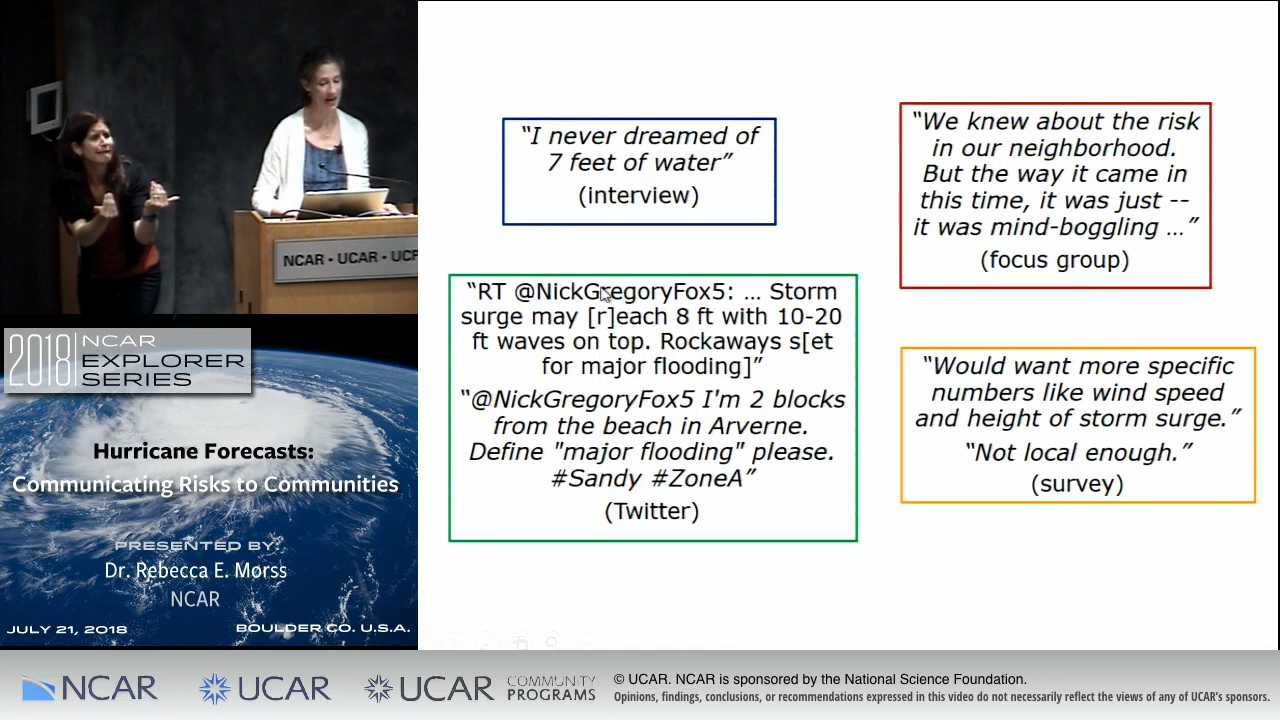 NCAR • UCAR • UCP
2018 NCAR
EXPLORER
SERIES
Hurricane Forecasts:
Communicating Risks to Communities
PRESENTED BY:
Dr. Rebecca E. Morss
NCAR
JULY 21, 2018
BOULDER CO. U.S.A.
“I never dreamed of
7 feet of water”
(interview)
“We knew about the risk
in our neighborhood.
But the way it came in
this time, it was just --
it was mind-boggling …”
(focus group)
“RT @NickGregoryFox5: … Storm
surge may [r]each 8 ft with 10-20
ft waves on top. Rockaways s[et
for major flooding]”
“@NickGregoryFox5 I'm 2 blocks
from the beach in Arverne.
Define "major flooding" please.
#Sandy #ZoneA”
(Twitter)
“Would want more specific
numbers like wind speed
and height of storm surge.”
“Not local enough.”
(survey)
NCAR
UCAR
UCAR
COMMUNITY
PROGRAMS
© UCAR. NCAR is sponsored by the National Science Foundation.
Opinions, findings, conclusions, or recommendations expressed in this video do not necessarily reflect the views of any of UCAR's sponsors.